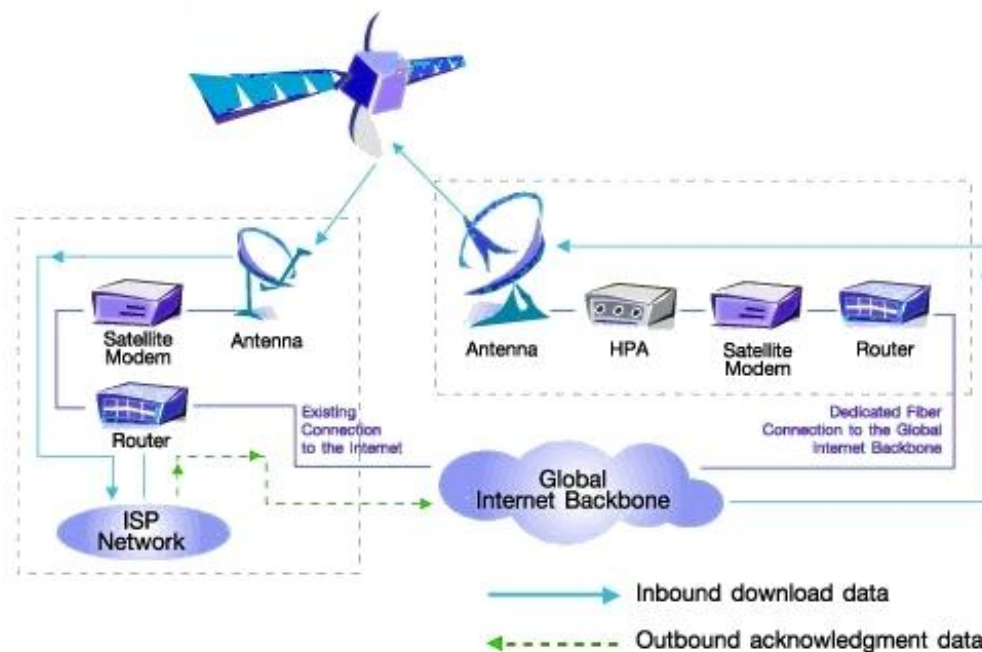 Satellite
Modem
Antenna
Router
Existing
Connection
to the Internet
ISP
Network
Antenna
HPA
Satellite
Modem
Router
Dedicated Fiber
Connection to the Global
Internet Backbone
Global
Internet Backbone
Inbound download data
Outbound acknowledgment data